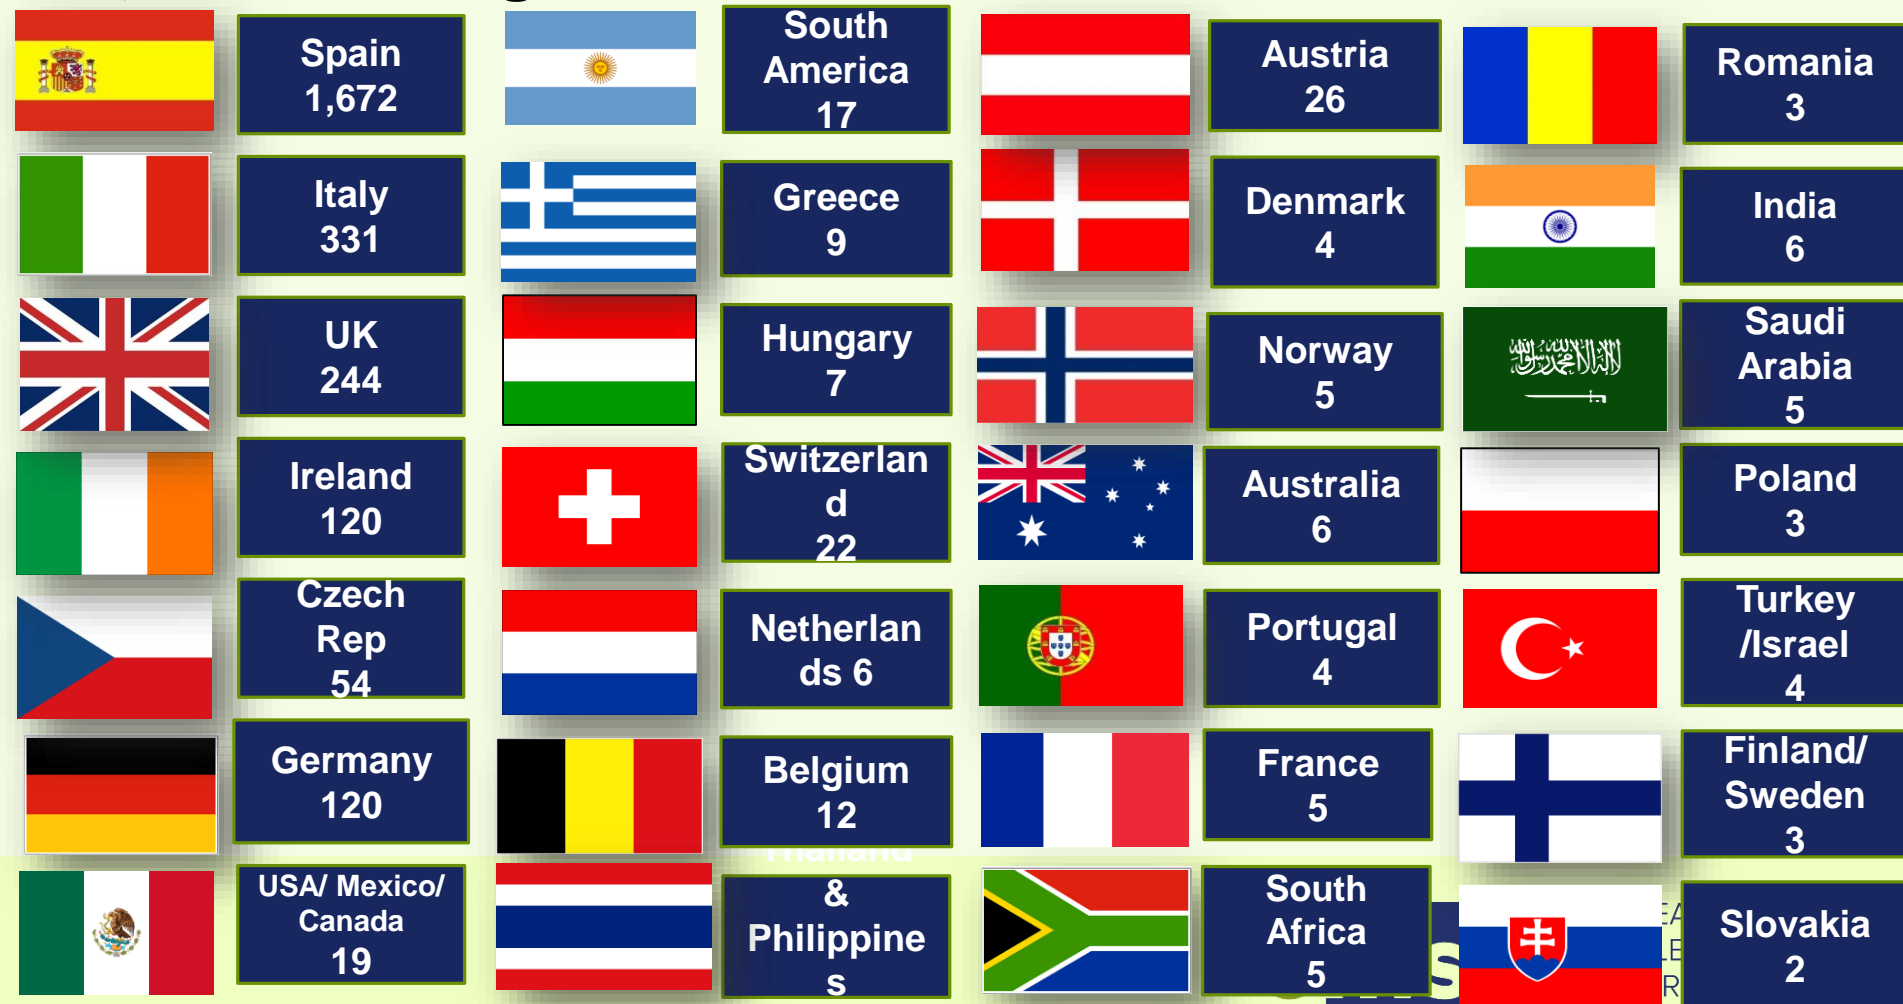 Spain
1,672
South
America
17
Austria
26
Romania
3
Italy
331
Greece
9
Denmark
4
India
6
UK
244
Hungary
7
Norway
5
Saudi
Arabia
5
Ireland
120
Switzerlan
d
22
Australia
6
Poland
3
Czech
Rep
54
Netherlan
ds 6
Portugal
4
Turkey
/Israel
4
Germany
120
Belgium
12
France
5
Finland/
Sweden
3
USA/ Mexico/
Canada
19
Thailand
&
Philippine
s
South
Africa
5
Slovakia
2